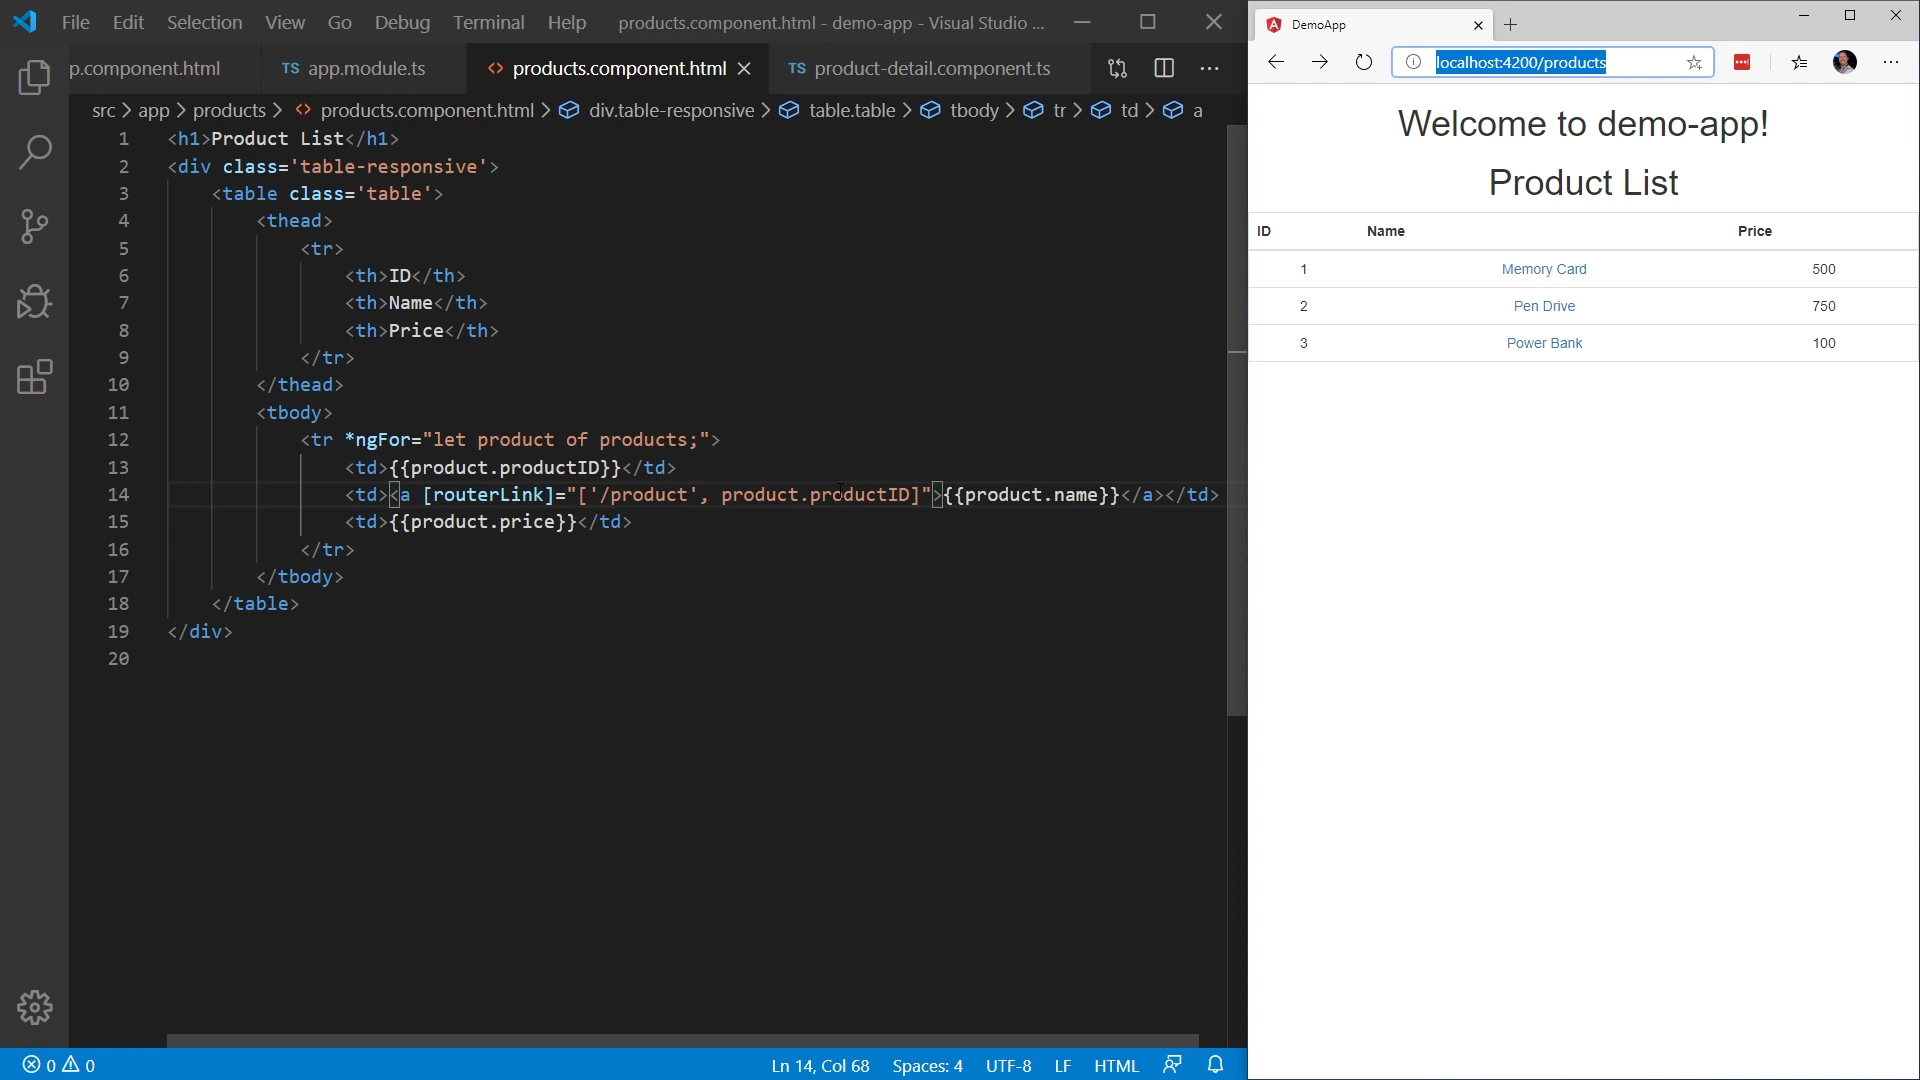 File Edit Selection View Go Debug Terminal Help products.component.html - demo-app - Visual Studio ...
p.component.html TS app.module.ts <> products.component.html TS product-detail.component.ts
src > app > products > <> products.component.html > div.table-responsive > table.table > tbody > tr > td > a
1 <h1>Product List</h1>
2 <div class='table-responsive'>
3 <table class='table'>
4 <thead>
5 <tr>
6 <th>ID</th>
7 <th>Name</th>
8 <th>Price</th>
9 </tr>
10 </thead>
11 <tbody>
12 <tr *ngFor="let product of products;">
13 <td>{{product.productID}}</td>
14 <td><a [routerLink]="['/product', product.productID]">{{product.name}}</a></td>
15 <td>{{product.price}}</td>
16 </tr>
17 </tbody>
18 </table>
19 </div>
20
0 0 Ln 14, Col 68 Spaces: 4 UTF-8 LF HTML
DemoApp
localhost:4200/products
Welcome to demo-app!
Product List
ID Name Price
1 Memory Card 500
2 Pen Drive 750
3 Power Bank 100